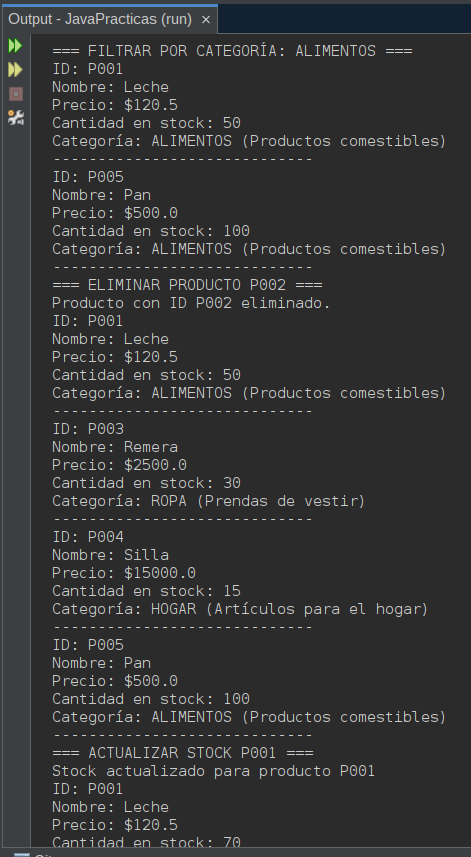 Output - JavaPracticas (run) ×
=== FILTRAR POR CATEGORÍA: ALIMENTOS ===
ID: P001
Nombre: Leche
Precio: $120.5
Cantidad en stock: 50
Categoría: ALIMENTOS (Productos comestibles)
-----------------------------
ID: P005
Nombre: Pan
Precio: $500.0
Cantidad en stock: 100
Categoría: ALIMENTOS (Productos comestibles)
-----------------------------
=== ELIMINAR PRODUCTO P002 ===
Producto con ID P002 eliminado.
ID: P001
Nombre: Leche
Precio: $120.5
Cantidad en stock: 50
Categoría: ALIMENTOS (Productos comestibles)
-----------------------------
ID: P003
Nombre: Remera
Precio: $2500.0
Cantidad en stock: 30
Categoría: ROPA (Prendas de vestir)
-----------------------------
ID: P004
Nombre: Silla
Precio: $15000.0
Cantidad en stock: 15
Categoría: HOGAR (Artículos para el hogar)
-----------------------------
ID: P005
Nombre: Pan
Precio: $500.0
Cantidad en stock: 100
Categoría: ALIMENTOS (Productos comestibles)
-----------------------------
=== ACTUALIZAR STOCK P001 ===
Stock actualizado para producto P001
ID: P001
Nombre: Leche
Precio: $120.5
Cantidad en stock: 70